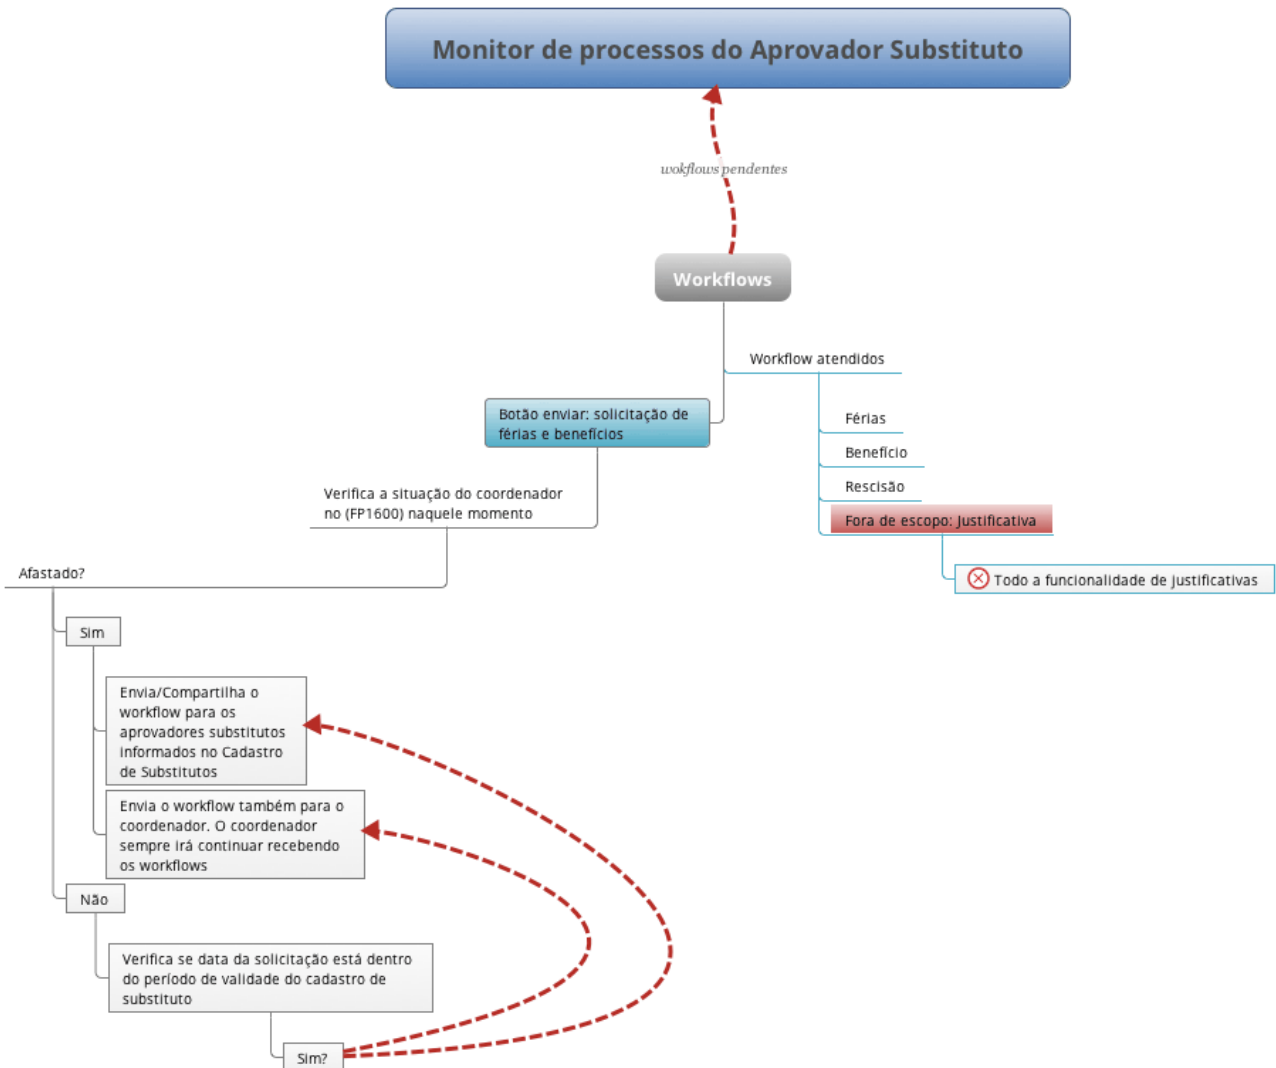 Monitor de processos do Aprovador Substituto
wokflows pendentes
Workflows
Workflow atendidos
Botão enviar: solicitação de
férias e benefícios
Férias
Benefício
Rescisão
Fora de escopo: Justificativa
Todo a funcionalidade de justificativas
Verifica a situação do coordenador
no (FP1600) naquele momento
Afastado?
Sim
Envia/Compartilha o
workflow para os
aprovadores substitutos
informados no Cadastro
de Substitutos
Envia o workflow também para o
coordenador. O coordenador
sempre irá continuar recebendo
os workflows
Não
Verifica se data da solicitação está dentro
do período de validade do cadastro de
substituto
Sim?